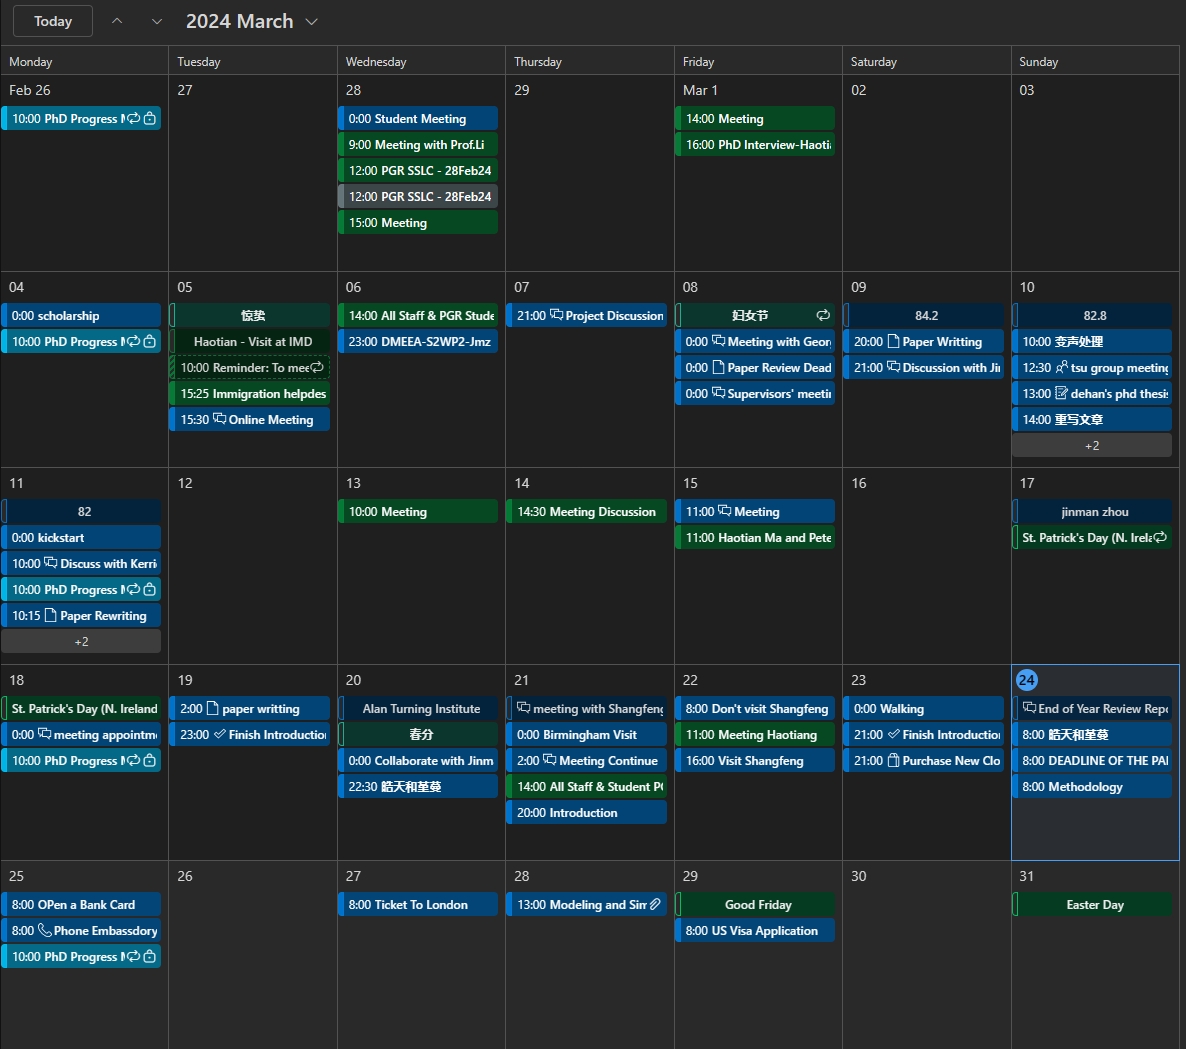 Today 2024 March
Monday Tuesday Wednesday Thursday Friday Saturday Sunday
Feb 26
10:00 PhD Progress
27
28
0:00 Student Meeting
9:00 Meeting with Prof.Li
12:00 PGR SSLC - 28Feb24
12:00 PGR SSLC - 28Feb24
15:00 Meeting
29
Mar 1
14:00 Meeting
16:00 PhD Interview-Haoti
02
03
04
0:00 scholarship
10:00 PhD Progress
05
惊蛰
Haotian - Visit at IMD
10:00 Reminder: To mee
15:25 Immigration helpdes
15:30 Online Meeting
06
14:00 All Staff & PGR Stude
23:00 DMEEA-S2WP2-Jmz
07
21:00 Project Discussion
08
妇女节
0:00 Meeting with Geor
0:00 Paper Review Dead
0:00 Supervisors' meetin
09
84.2
20:00 Paper Writting
21:00 Discussion with Jin
10
82.8
10:00 变声处理
12:30 tsu group meeting
13:00 dehan's phd thesis
14:00 重写文章
+2
11
82
0:00 kickstart
10:00 Discuss with Kerri
10:00 PhD Progress
10:15 Paper Rewriting
+2
12
13
10:00 Meeting
14
14:30 Meeting Discussion
15
11:00 Meeting
11:00 Haotian Ma and Pete
16
17
jinman zhou
St. Patrick's Day (N. Irela
18
St. Patrick's Day (N. Ireland
0:00 meeting appointm
10:00 PhD Progress
19
2:00 paper writting
23:00 Finish Introduction
20
Alan Turning Institute
春分
0:00 Collaborate with Jinm
22:30 皓天和堇蔓
21
meeting with Shangfeng
0:00 Birmingham Visit
2:00 Meeting Continue
14:00 All Staff & Student PG
20:00 Introduction
22
8:00 Don't visit Shangfeng
11:00 Meeting Haotiang
16:00 Visit Shangfeng
23
0:00 Walking
21:00 Finish Introduction
21:00 Purchase New Clo
24
End of Year Review Repo
8:00 皓天和堇蔓
8:00 DEADLINE OF THE PAP
8:00 Methodology
25
8:00 OPen a Bank Card
8:00 Phone Embassdory
10:00 PhD Progress
26
27
8:00 Ticket To London
28
13:00 Modeling and Sim
29
Good Friday
8:00 US Visa Application
30
31
Easter Day